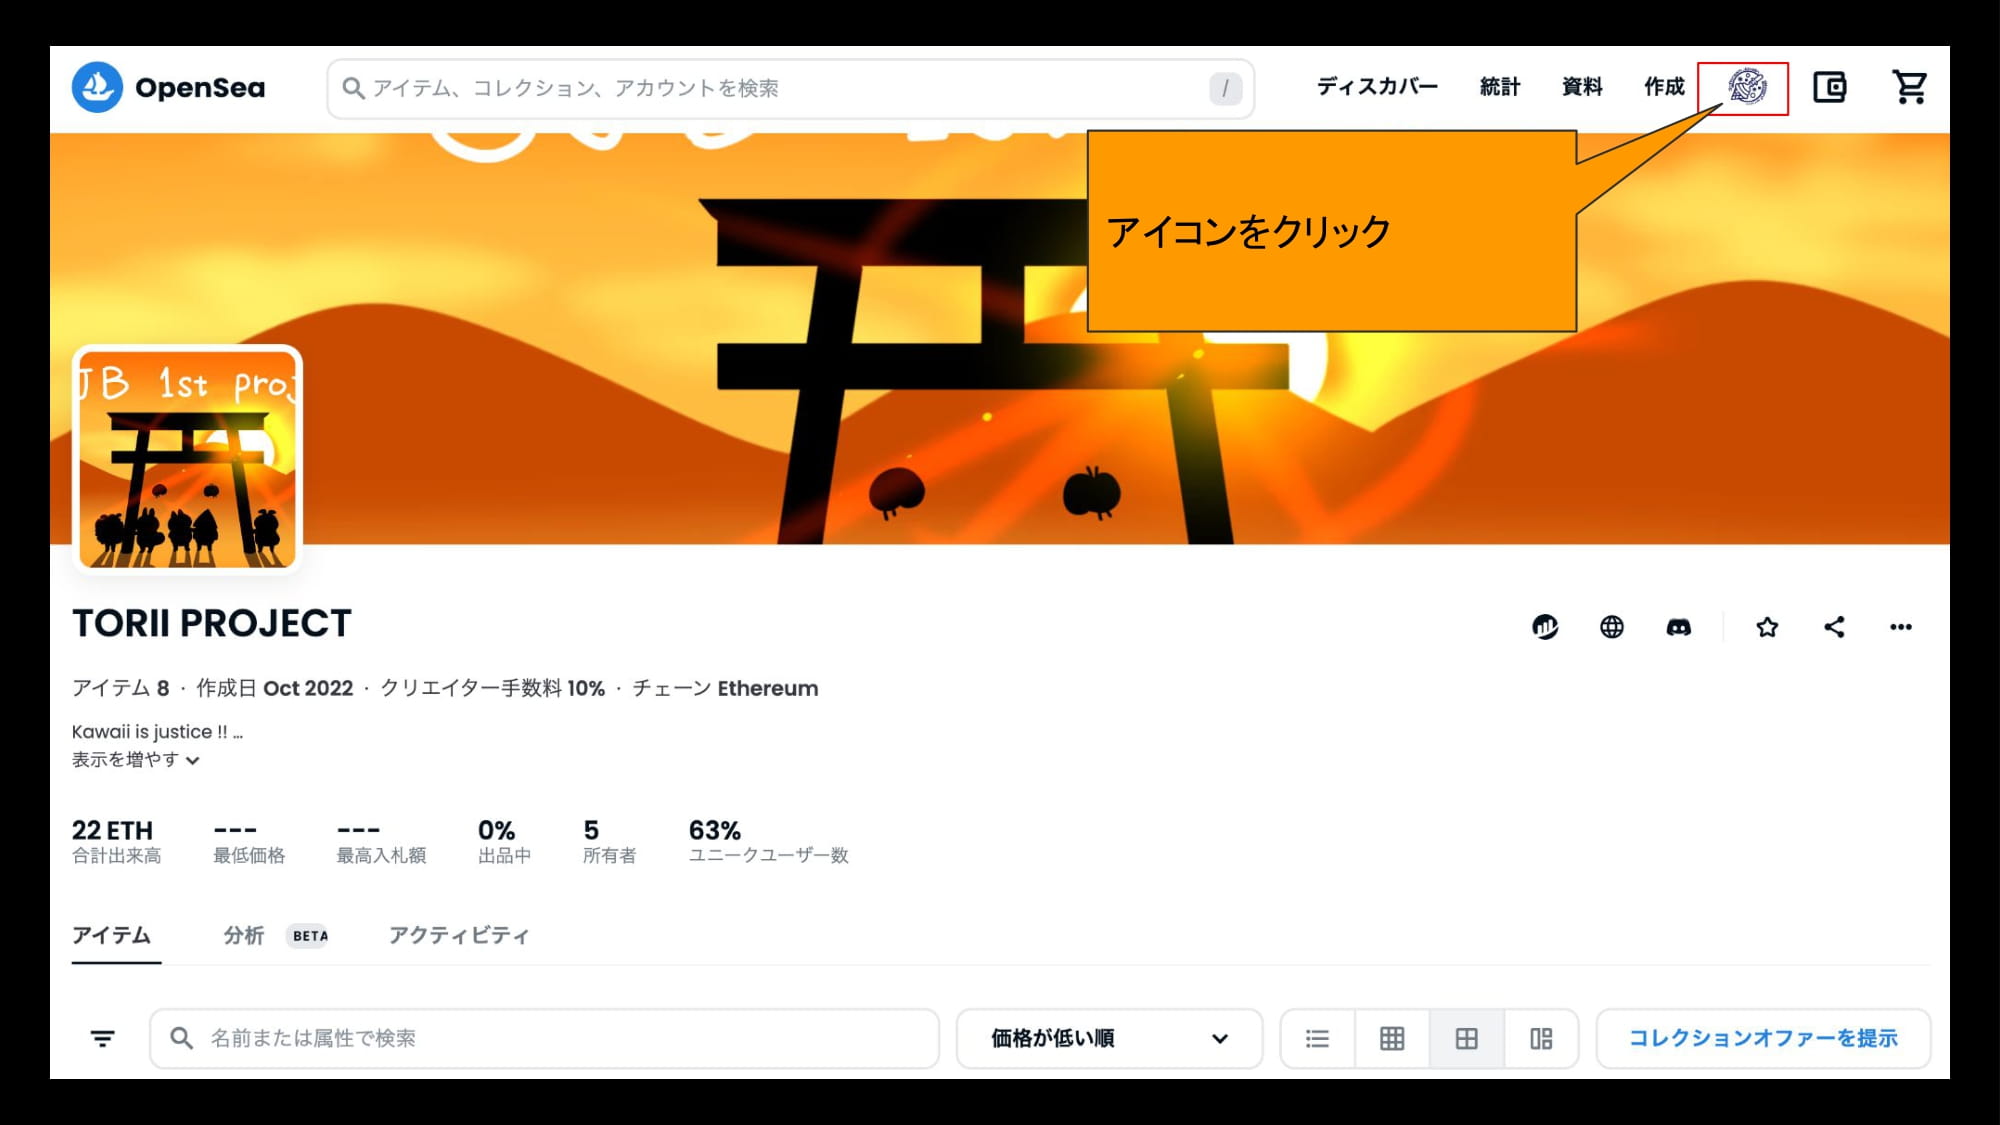 OpenSea
アイテム、コレクション、アカウントを検索
/
ディスカバー
統計
資料
作成
アイコンをクリック
JB 1st proj
TORII PROJECT
アイテム 8 · 作成日 Oct 2022 · クリエイター手数料 10% · チェーン Ethereum
Kawaii is justice !! ...
表示を増やす
22 ETH
合計出来高
---
最低価格
---
最高入札額
0%
出品中
5
所有者
63%
ユニークユーザー数
アイテム
分析 BETA
アクティビティ
名前または属性で検索
価格が低い順
コレクションオファーを提示